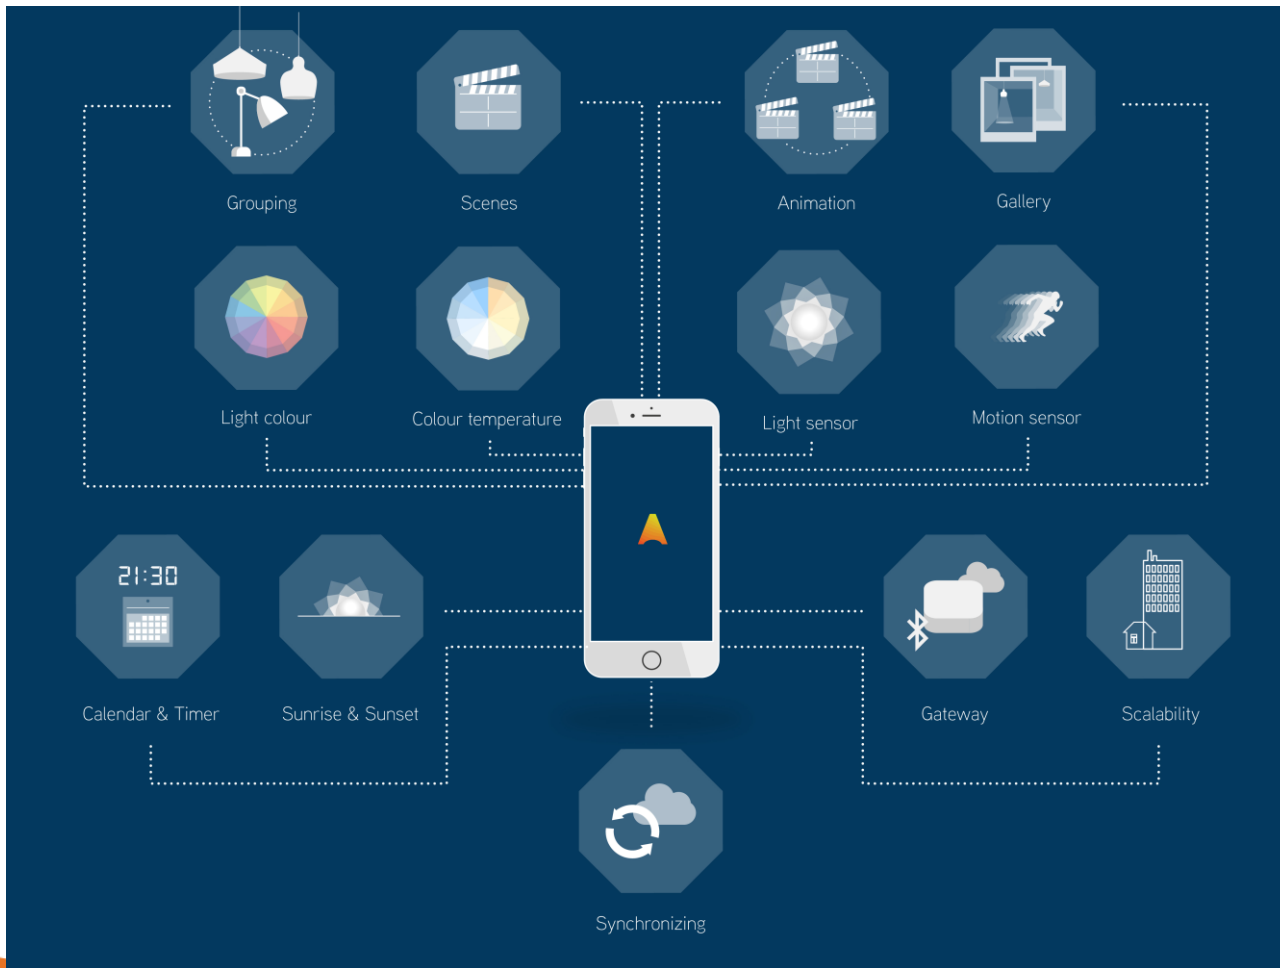 Grouping
Scenes
Animation
Gallery
Light colour
Colour temperature
Light sensor
Motion sensor
21:30
Calendar & Timer
Sunrise & Sunset
Gateway
Scalability
Synchronizing